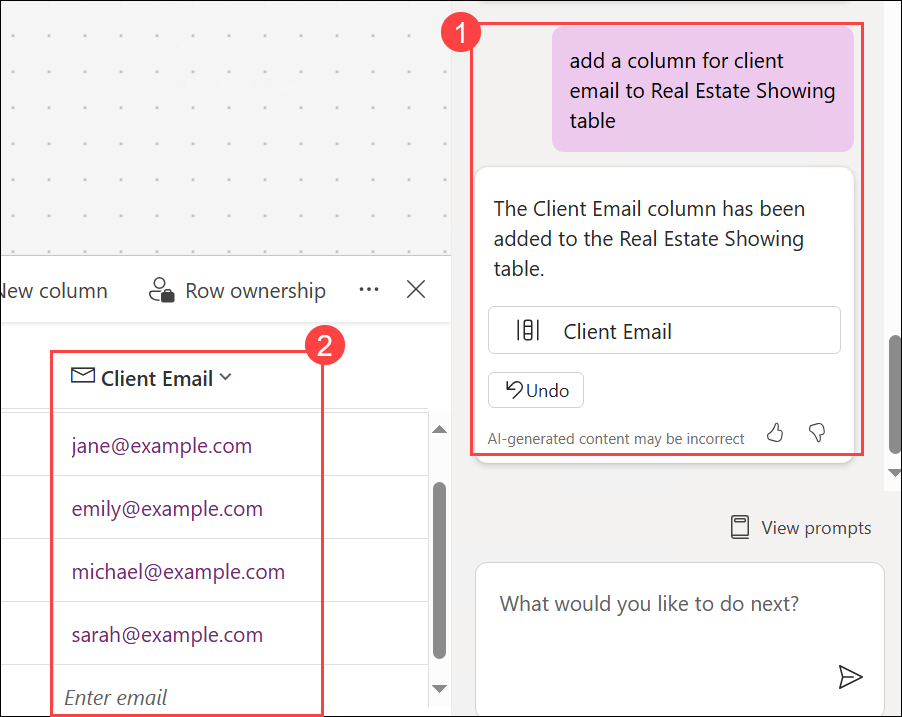 1
add a column for client
email to Real Estate Showing
table
The Client Email column has been
added to the Real Estate Showing
table.
Client Email
Undo
AI-generated content may be incorrect
View prompts
What would you like to do next?
New column
Row ownership
2
Client Email
jane@example.com
emily@example.com
michael@example.com
sarah@example.com
Enter email